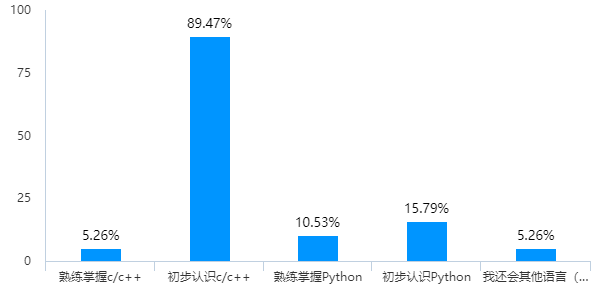 100
89.47%
75
50
25
15.79%
10.53%
5.26%
5.26%
0
熟练掌握c/c++
初步认识c/c++
熟练掌握Python
初步认识Python
我还会其他语言（...